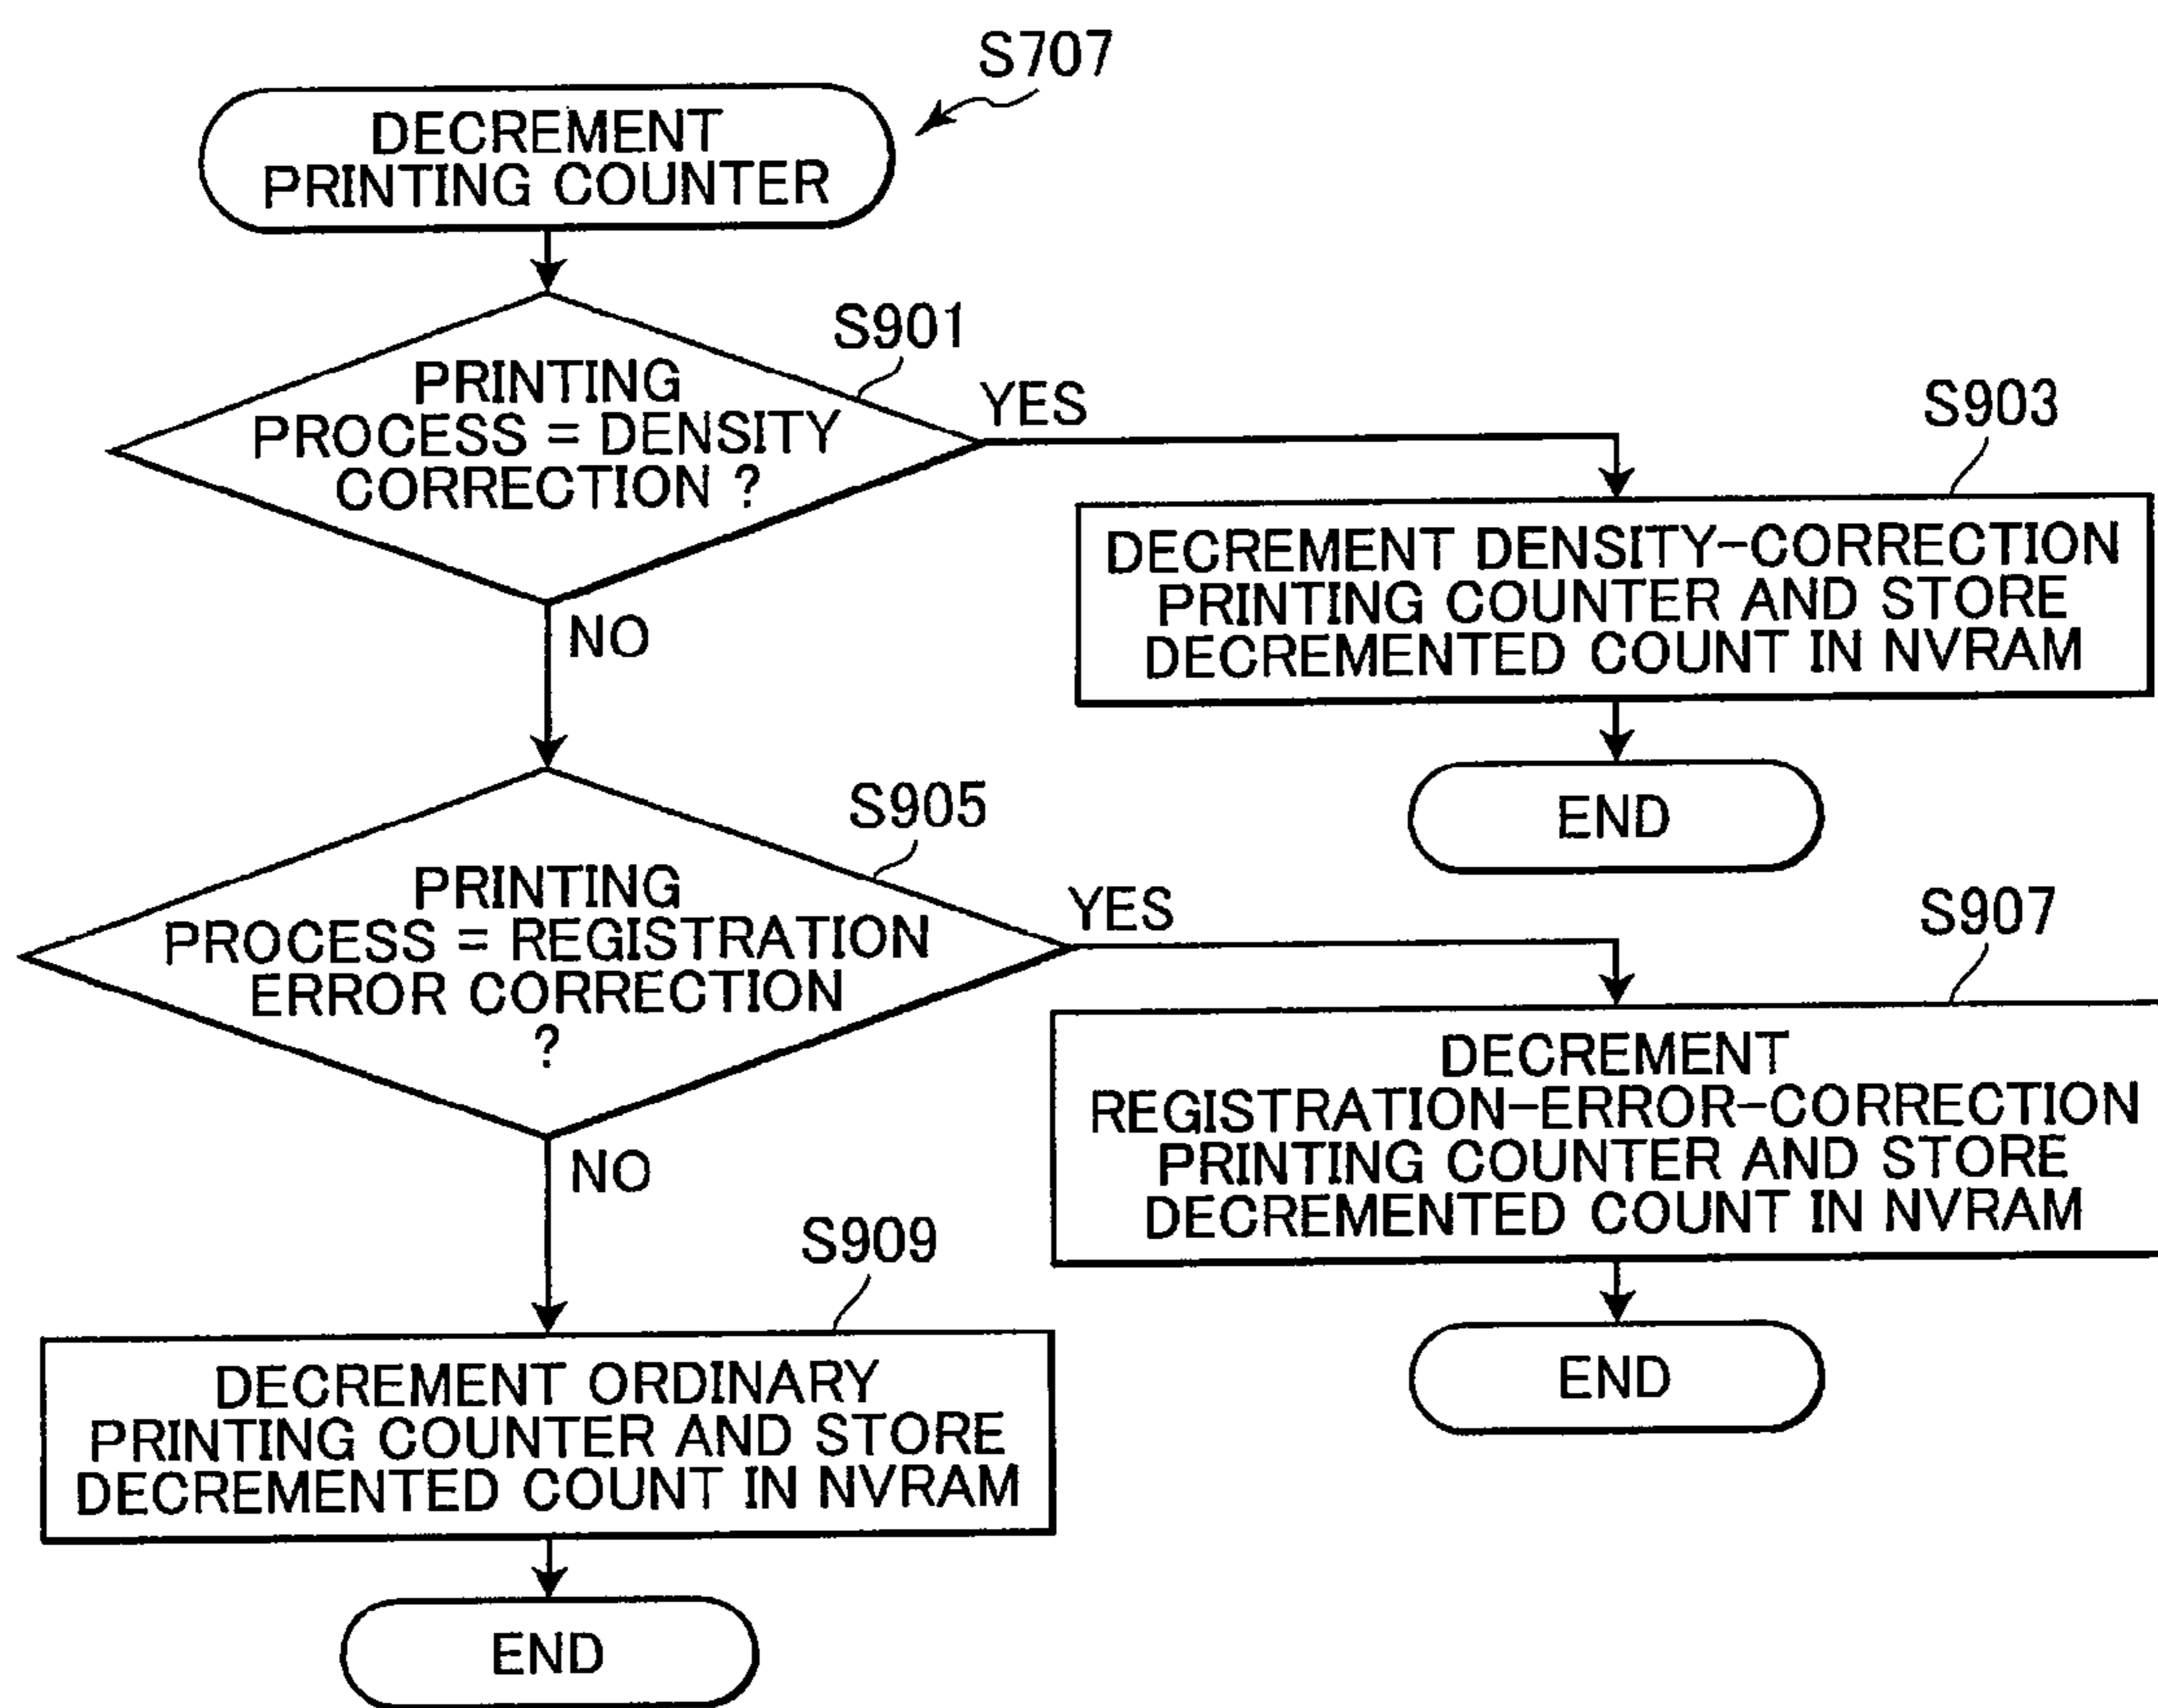 S707
DECREMENT
PRINTING COUNTER
S901
PRINTING
PROCESS = DENSITY
CORRECTION ?
YES
NO
S903
DECREMENT DENSITY-CORRECTION
PRINTING COUNTER AND STORE
DECREMENTED COUNT IN NVRAM
END
S905
PRINTING
PROCESS = REGISTRATION
ERROR CORRECTION
?
YES
NO
S907
DECREMENT
REGISTRATION-ERROR-CORRECTION
PRINTING COUNTER AND STORE
DECREMENTED COUNT IN NVRAM
END
S909
DECREMENT ORDINARY
PRINTING COUNTER AND STORE
DECREMENTED COUNT IN NVRAM
END